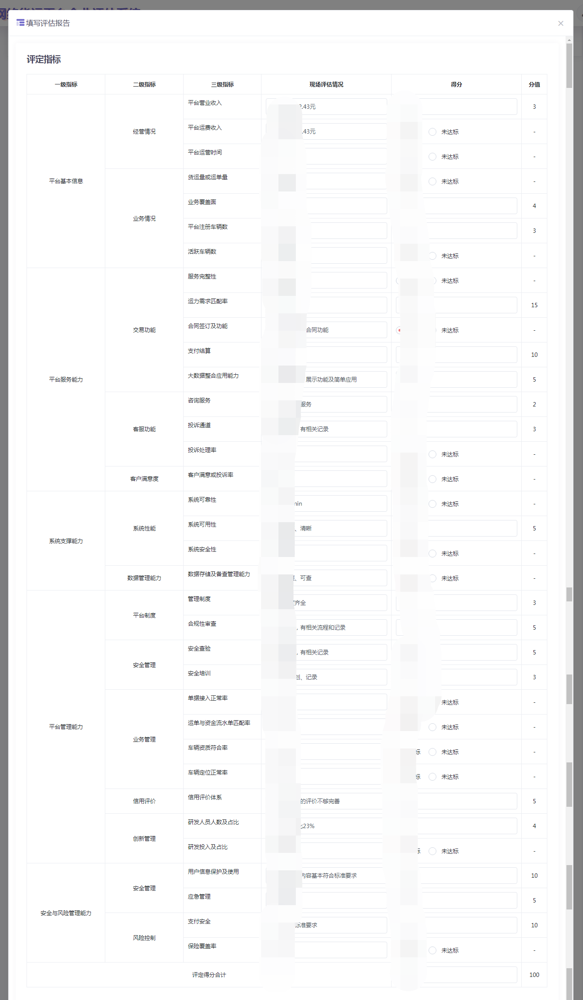 填写评估报告
评定指标
一级指标 二级指标 三级指标 现场评估情况 得分 分值
平台基本信息 经营情况 平台营业收入 2.43元 3
平台运费收入 .43元 未达标 -
平台运营时间 未达标 -
业务情况 货运量或运单量 未达标 -
业务覆盖面 4
平台注册车辆数 3
活跃车辆数 未达标 -
平台服务能力 交易功能 服务完整性 未达标 -
运力需求匹配率 15
合同签订及功能 合同功能 未达标 -
支付结算 10
大数据整合应用能力 展示功能及简单应用 5
客服功能 咨询服务 服务 2
投诉通道 有相关记录 3
投诉处理率 未达标 -
客户满意度 客户满意或投诉率 未达标 -
系统支撑能力 系统性能 系统可靠性 min 未达标 -
系统可用性 、清晰 5
系统安全性 未达标 -
数据管理能力 数据存储及备查管理能力 、可查 未达标 -
平台管理能力 平台制度 管理制度 齐全 3
合规性审查 ，有相关流程和记录 5
安全管理 安全查验 ，有相关记录 5
安全培训 划、记录 3
业务管理 单据接入正常率 未达标 -
运单与资金流水单匹配率 未达标 -
车辆资质符合率 标 未达标 -
车辆定位正常率 标 未达标 -
信用评价 信用评价体系 的评价不够完善 5
创新管理 研发人员人数及占比 比23% 4
研发投入及占比 标 未达标 -
安全与风险管理能力 安全管理 用户信息保护及使用 内容基本符合标准要求 10
应急管理 5
风险控制 支付安全 标准要求 10
保险覆盖率 未达标 -
评定得分合计 100